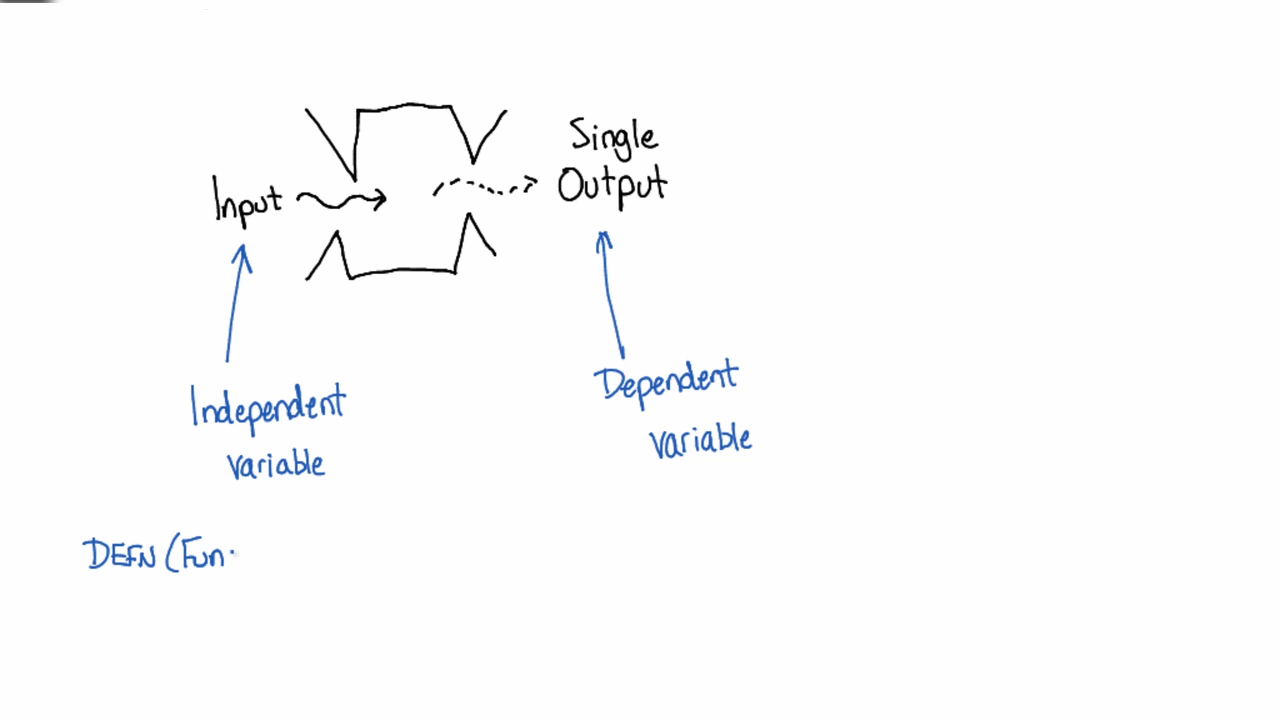 Single
Output
Input
Independent
variable
Dependent
variable
DEFN (Fun